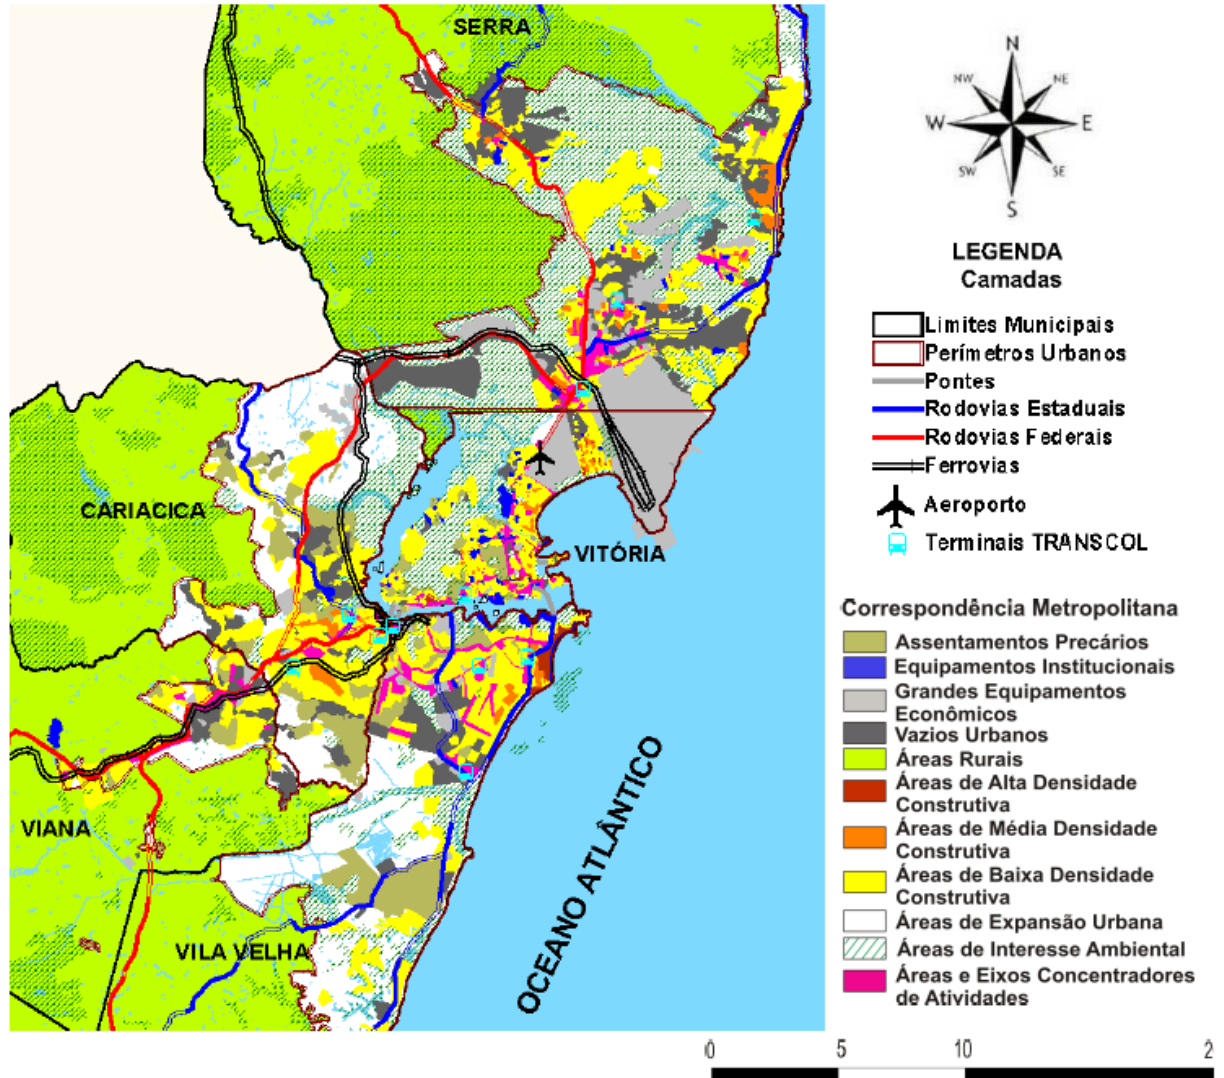 SERRA
CARIACICA
VITÓRIA
VIANA
VILA VELHA
OCEANO ATLÂNTICO
N
NW
NE
W
E
SW
SE
S
LEGENDA
Camadas
Limites Municipais
Perímetros Urbanos
Pontes
Rodovias Estaduais
Rodovias Federais
Ferrovias
Aeroporto
Terminais TRANSCOL
Correspondência Metropolitana
Assentamentos Precários
Equipamentos Institucionais
Grandes Equipamentos
Econômicos
Vazios Urbanos
Áreas Rurais
Áreas de Alta Densidade
Construtiva
Áreas de Média Densidade
Construtiva
Áreas de Baixa Densidade
Construtiva
Áreas de Expansão Urbana
Áreas de Interesse Ambiental
Áreas e Eixos Concentradores
de Atividades
0 5 10 2